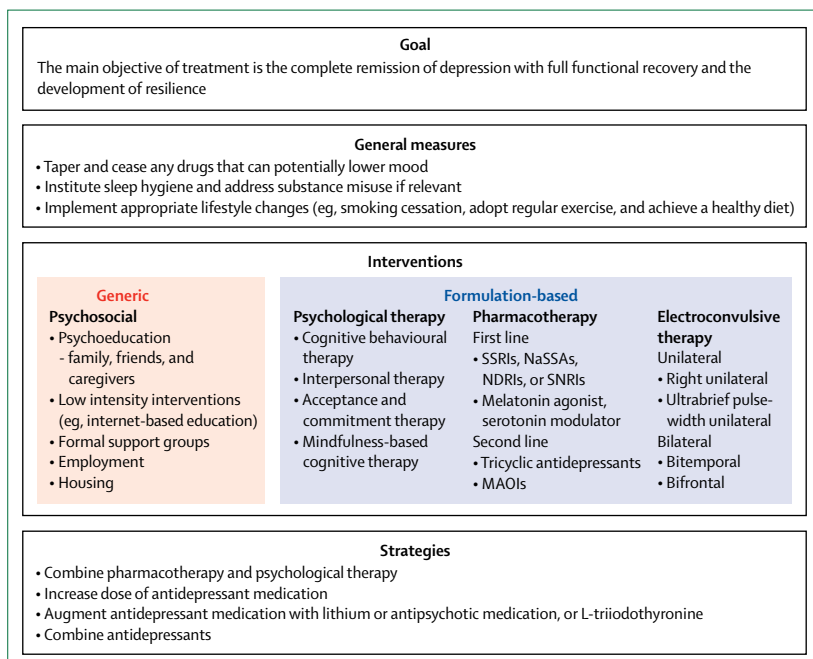 Goal
The main objective of treatment is the complete remission of depression with full functional recovery and the
development of resilience
General measures
• Taper and cease any drugs that can potentially lower mood
• Institute sleep hygiene and address substance misuse if relevant
• Implement appropriate lifestyle changes (eg, smoking cessation, adopt regular exercise, and achieve a healthy diet)
Interventions
Generic
Psychosocial
• Psychoeducation
- family, friends, and
caregivers
• Low intensity interventions
(eg, internet-based education)
• Formal support groups
• Employment
• Housing
Formulation-based
Psychological therapy
• Cognitive behavioural
therapy
• Interpersonal therapy
• Acceptance and
commitment therapy
• Mindfulness-based
cognitive therapy
Pharmacotherapy
First line
• SSRIs, NaSSAs,
NDRIs, or SNRIs
• Melatonin agonist,
serotonin modulator
Second line
• Tricyclic antidepressants
• MAOIs
Electroconvulsive
therapy
Unilateral
• Right unilateral
• Ultrabrief pulse-
width unilateral
Bilateral
• Bitemporal
• Bifrontal
Strategies
• Combine pharmacotherapy and psychological therapy
• Increase dose of antidepressant medication
• Augment antidepressant medication with lithium or antipsychotic medication, or L-triiodothyronine
• Combine antidepressants